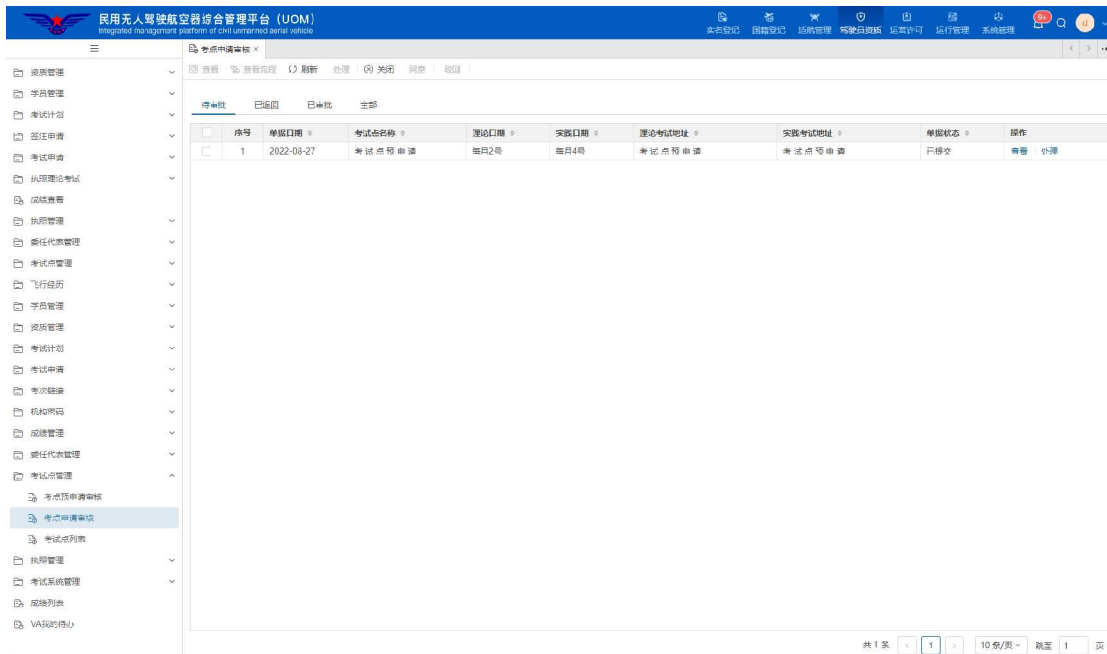 民用无人驾驶航空器综合管理平台（UOM）
Integrated management platform of civil unmanned aerial vehicle
实名登记 国籍登记 适航管理 驾驶员资质 运营许可 运行管理 系统管理 9+ d
考点申请审核 ×
查看 查看流程 刷新 处理 关闭 同意 驳回
待审批 已返回 已审批 全部
序号 单据日期 考试点名称 理论日期 实践日期 理论考试地址 实践考试地址 单据状态 操作
1 2022-08-27 考试点预申请 每月2号 每月4号 考试点预申请 考试点预申请 已提交 查看 处理
资质管理
学员管理
考试计划
签注申请
考试申请
执照理论考试
成绩查看
执照管理
委任代表管理
考试点管理
飞行经历
学员管理
资质管理
考试计划
考试申请
考次链接
机构密码
成绩管理
委任代表管理
考试点管理
考点预申请审核
考点申请审核
考试点列表
执照管理
考试系统管理
成绩列表
VA我的待办
共 1 条 < 1 > 10 条/页 跳至 1 页